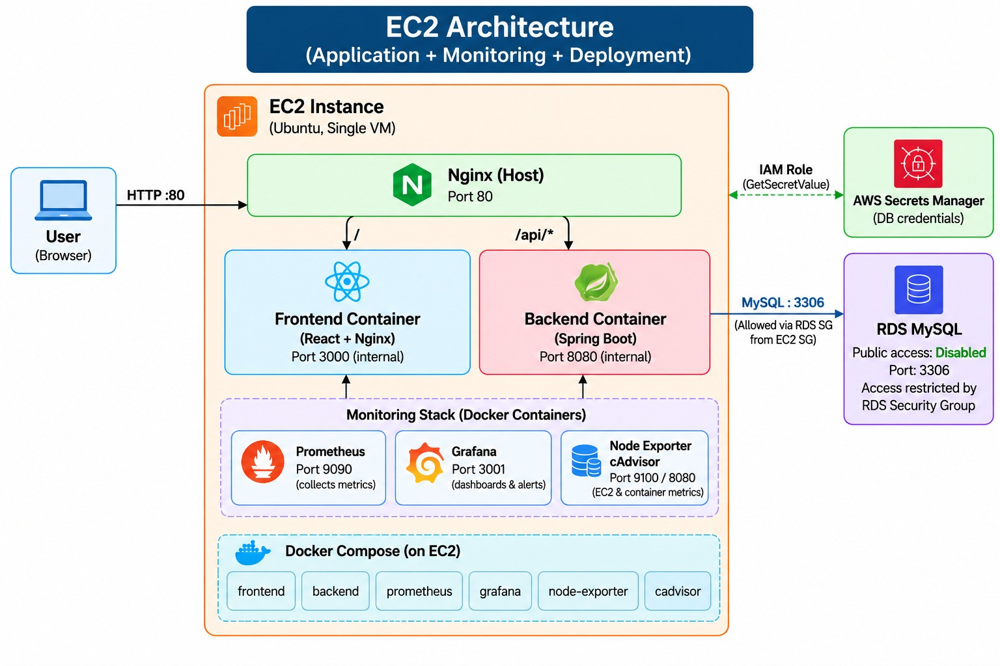 EC2 Architecture
(Application + Monitoring + Deployment)
EC2 Instance
(Ubuntu, Single VM)
N
Nginx (Host)
Port 80
HTTP :80
User
(Browser)
/
/api/*
Frontend Container
(React + Nginx)
Port 3000 (internal)
Backend Container
(Spring Boot)
Port 8080 (internal)
IAM Role
(GetSecretValue)
AWS Secrets Manager
(DB credentials)
MySQL : 3306
(Allowed via RDS SG
from EC2 SG)
RDS MySQL
Public access: Disabled
Port: 3306
Access restricted by
RDS Security Group
Monitoring Stack (Docker Containers)
Prometheus
Port 9090
(collects metrics)
Grafana
Port 3001
(dashboards & alerts)
Node Exporter
cAdvisor
Port 9100 / 8080
(EC2 & container metrics)
Docker Compose (on EC2)
frontend
backend
prometheus
grafana
node-exporter
cadvisor